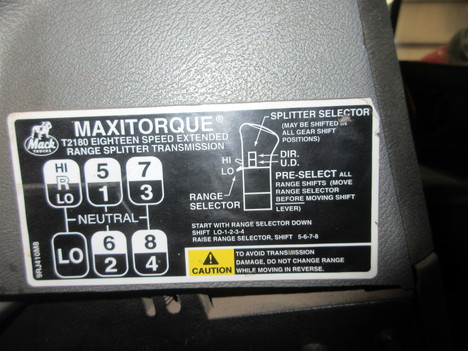 Mack
TRUCKS
MAXITORQUE®
T2180 EIGHTEEN SPEED EXTENDED
RANGE SPLITTER TRANSMISSION
HI
R
LO
5
1
7
3
NEUTRAL
LO
6
2
8
4
9RJ410M8
SPLITTER SELECTOR
(MAY BE SHIFTED IN
ALL GEAR SHIFT
POSITIONS)
HI
LO
DIR.
U.D.
RANGE
SELECTOR
PRE-SELECT ALL
RANGE SHIFTS (MOVE
RANGE SELECTOR
BEFORE MOVING SHIFT
LEVER)
START WITH RANGE SELECTOR DOWN
SHIFT LO-1-2-3-4
RAISE RANGE SELECTOR, SHIFT 5-6-7-8
CAUTION
TO AVOID TRANSMISSION
DAMAGE, DO NOT CHANGE RANGE
WHILE MOVING IN REVERSE.